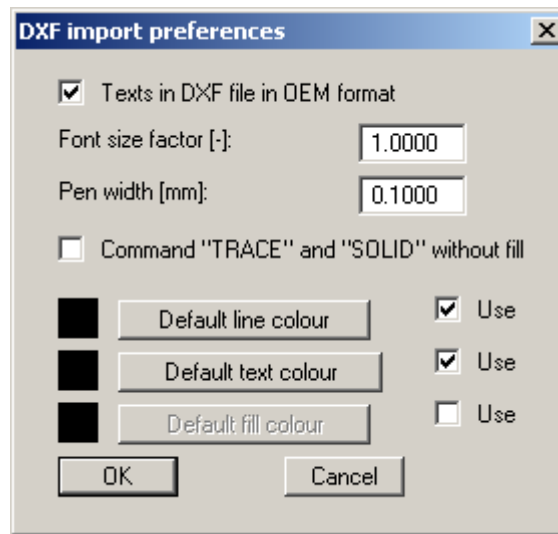 DXF import preferences
Texts in DXF file in OEM format
Font size factor [-]: 1.0000
Pen width [mm]: 0.1000
Command "TRACE" and "SOLID" without fill
Default line colour Use
Default text colour Use
Default fill colour Use
OK Cancel